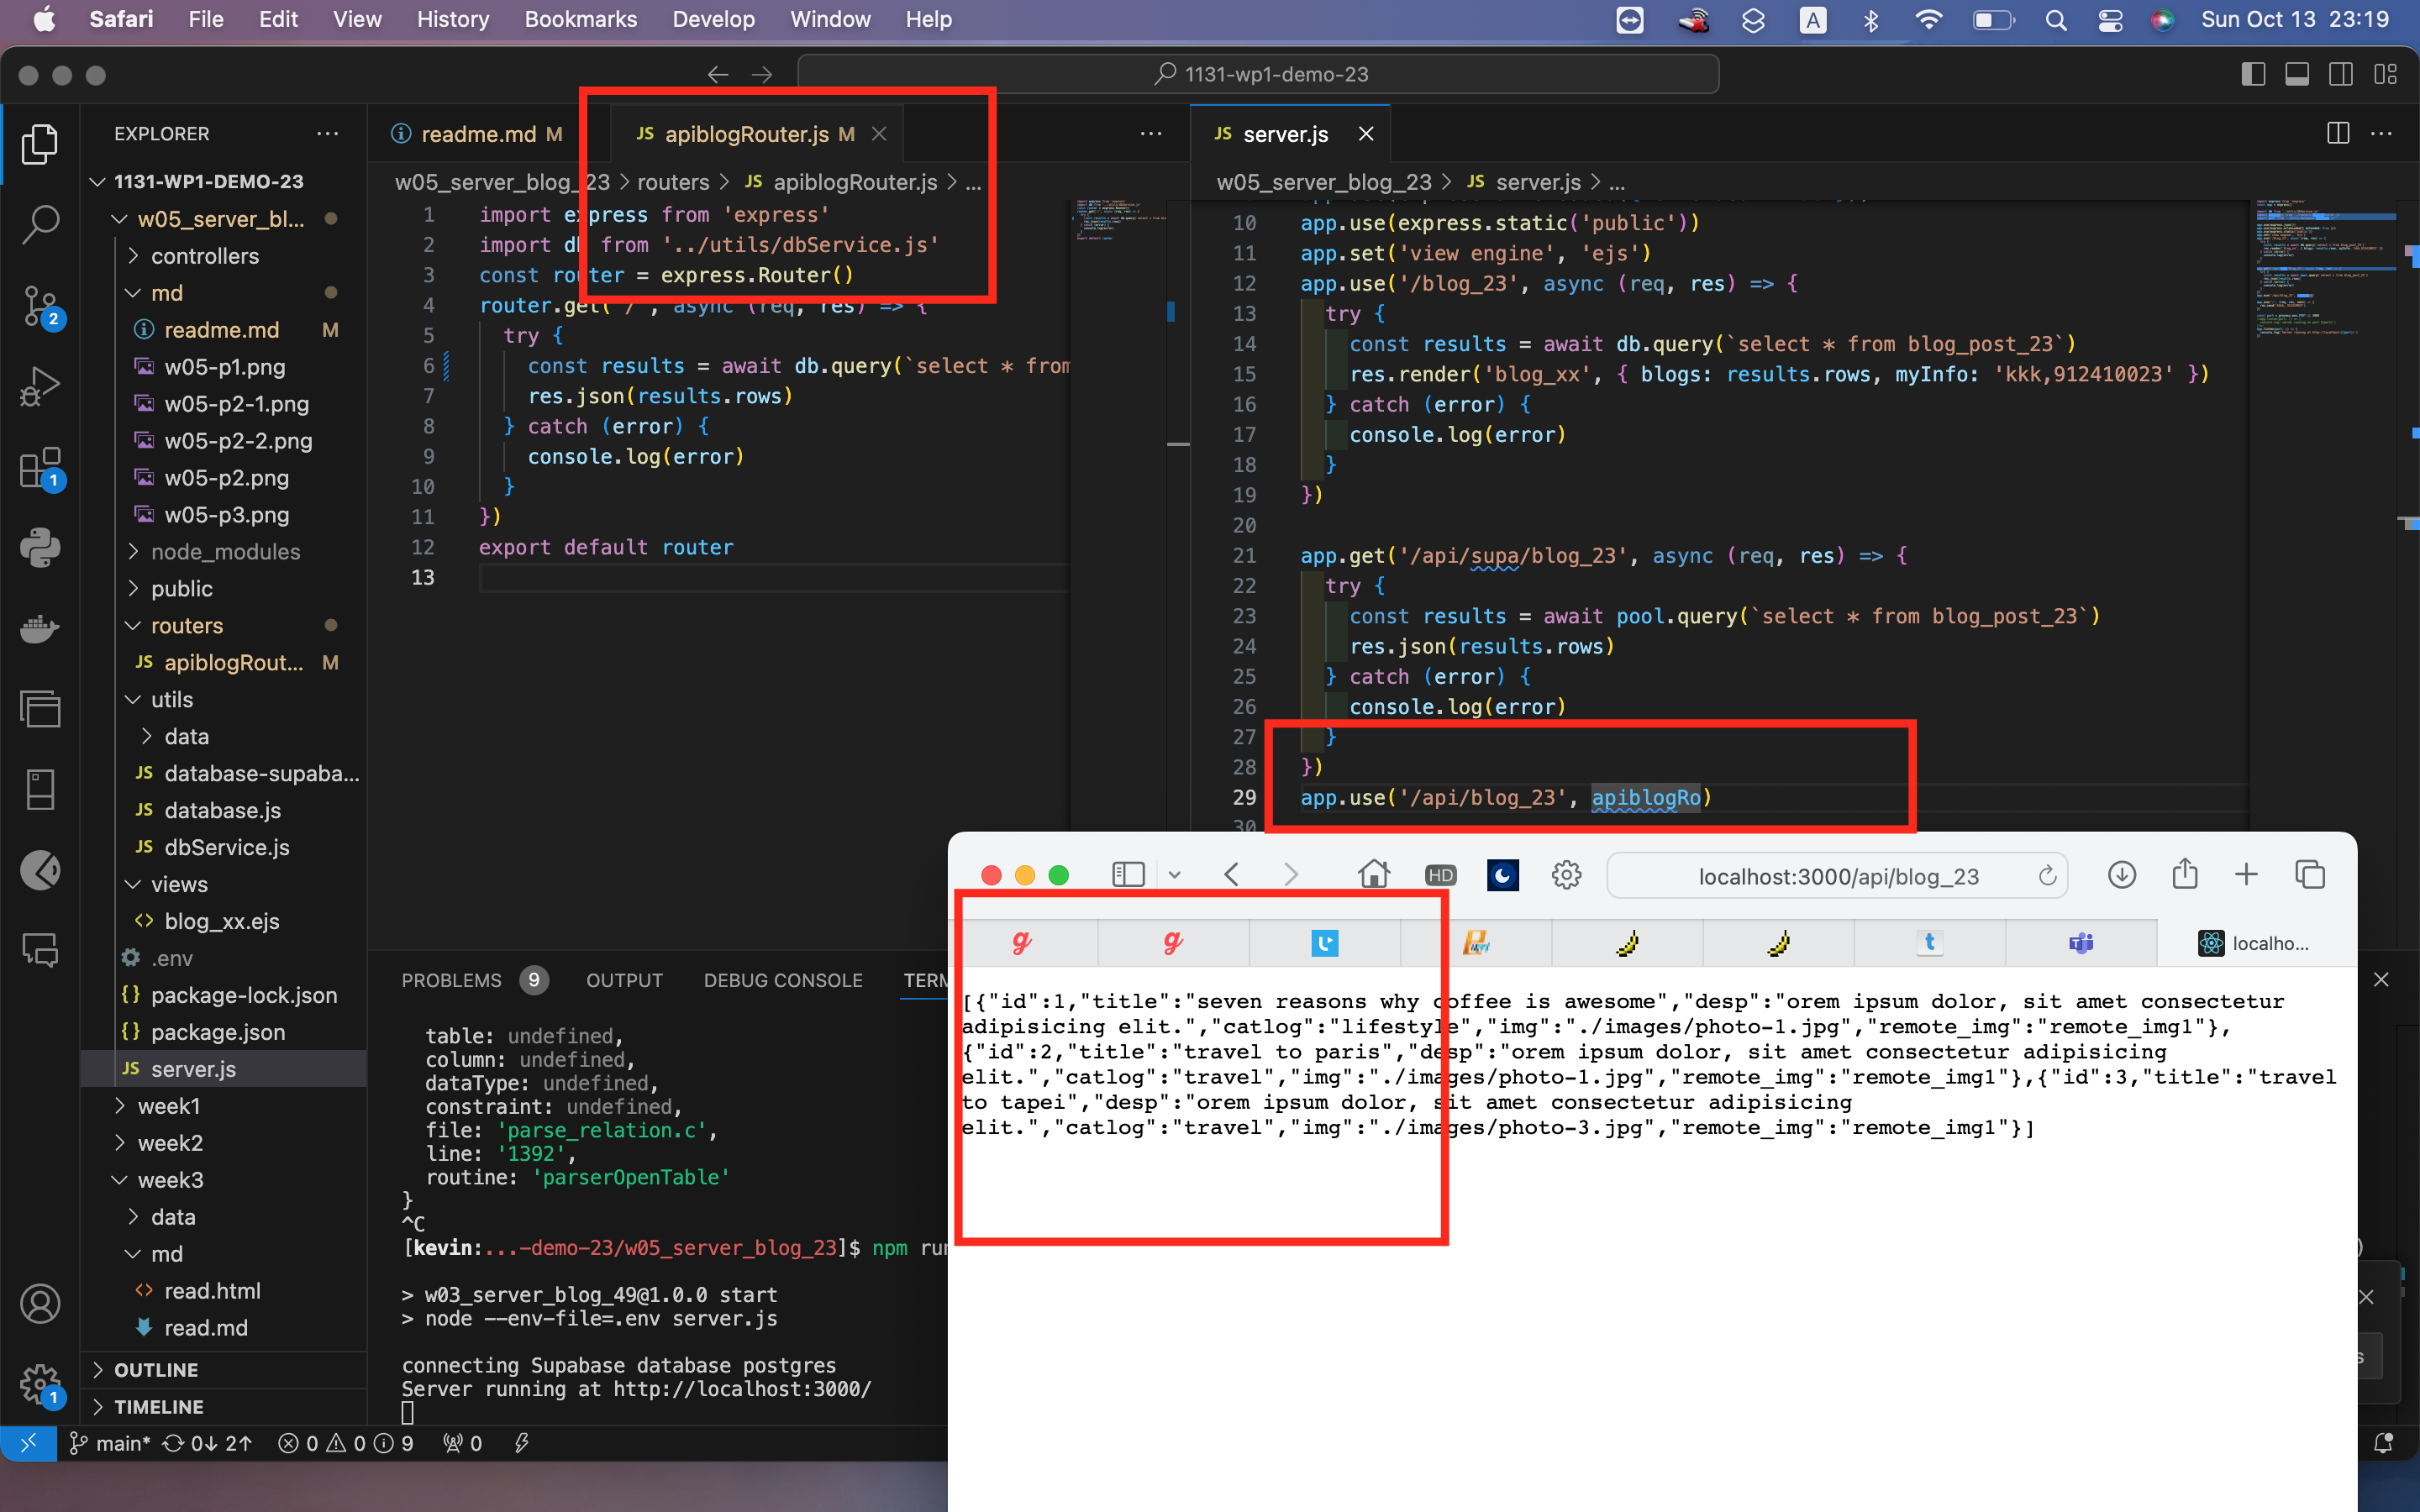 Safari File Edit View History Bookmarks Develop Window Help
A
Sun Oct 13 23:19
1131-wp1-demo-23
EXPLORER
1131-WP1-DEMO-23
w05_server_bl...
controllers
md
readme.md M
w05-p1.png
w05-p2-1.png
w05-p2-2.png
w05-p2.png
w05-p3.png
node_modules
public
routers
JS apiblogRout... M
utils
data
JS database-supaba...
JS database.js
JS dbService.js
views
<> blog_xx.ejs
.env
{} package-lock.json
{} package.json
JS server.js
week1
week2
week3
data
md
<> read.html
read.md
OUTLINE
TIMELINE
2
1
1
readme.md M
JS apiblogRouter.js M
w05_server_blog_23 > routers > JS apiblogRouter.js > ...
1 import express from 'express'
2 import db from '../utils/dbService.js'
3 const router = express.Router()
4 router.get('/', async (req, res) => {
5 try {
6 const results = await db.query(`select * from
7 res.json(results.rows)
8 } catch (error) {
9 console.log(error)
10 }
11 })
12 export default router
13
JS server.js
w05_server_blog_23 > JS server.js > ...
10 app.use(express.static('public'))
11 app.set('view engine', 'ejs')
12 app.use('/blog_23', async (req, res) => {
13 try {
14 const results = await db.query(`select * from blog_post_23`)
15 res.render('blog_xx', { blogs: results.rows, myInfo: 'kkk,912410023' })
16 } catch (error) {
17 console.log(error)
18 }
19 })
20
21 app.get('/api/supa/blog_23', async (req, res) => {
22 try {
23 const results = await pool.query(`select * from blog_post_23`)
24 res.json(results.rows)
25 } catch (error) {
26 console.log(error)
27 }
28 })
29 app.use('/api/blog_23', apiblogRo)
30
PROBLEMS 9 OUTPUT DEBUG CONSOLE TERM
table: undefined,
column: undefined,
dataType: undefined,
constraint: undefined,
file: 'parse_relation.c',
line: '1392',
routine: 'parserOpenTable'
}
^C
[kevin:...-demo-23/w05_server_blog_23]$ npm run
> w03_server_blog_49@1.0.0 start
> node --env-file=.env server.js
connecting Supabase database postgres
Server running at http://localhost:3000/
HD
localhost:3000/api/blog_23
localho...
[{"id":1,"title":"seven reasons why coffee is awesome","desp":"orem ipsum dolor, sit amet consectetur
adipisicing elit.","catlog":"lifestyle","img":"./images/photo-1.jpg","remote_img":"remote_img1"},
{"id":2,"title":"travel to paris","desp":"orem ipsum dolor, sit amet consectetur adipisicing
elit.","catlog":"travel","img":"./images/photo-1.jpg","remote_img":"remote_img1"},{"id":3,"title":"travel
to tapei","desp":"orem ipsum dolor, sit amet consectetur adipisicing
elit.","catlog":"travel","img":"./images/photo-3.jpg","remote_img":"remote_img1"}]
main* 0↓ 2↑ 0 0 9 0